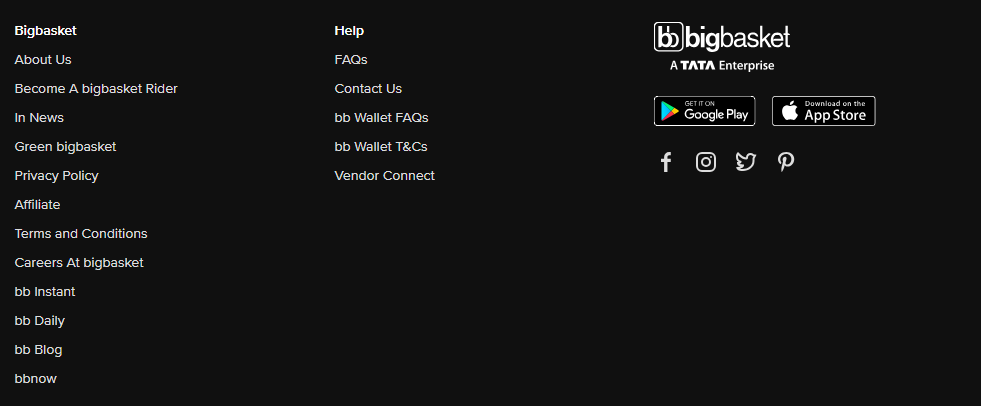 Bigbasket
About Us
Become A bigbasket Rider
In News
Green bigbasket
Privacy Policy
Affiliate
Terms and Conditions
Careers At bigbasket
bb Instant
bb Daily
bb Blog
bbnow
Help
FAQs
Contact Us
bb Wallet FAQs
bb Wallet T&Cs
Vendor Connect
bb bigbasket
A TATA Enterprise
GET IT ON
Google Play
Download on the
App Store